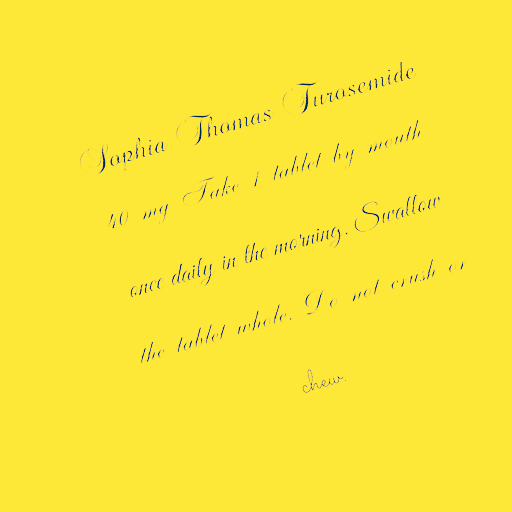 Sophia Thomas Furosemide
40 mg Take 1 tablet by mouth
once daily in the morning. Swallow
the tablet whole. Do not crush or
chew.